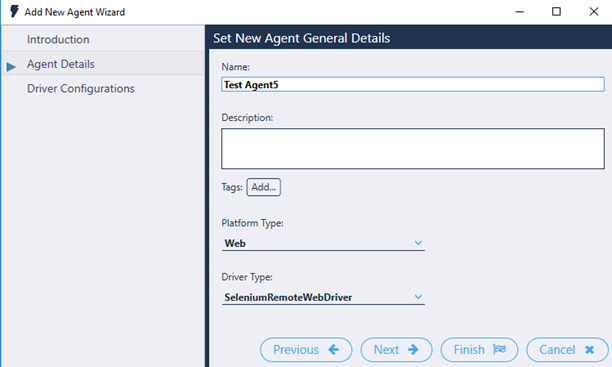 Add New Agent Wizard
Introduction
Agent Details
Driver Configurations
Set New Agent General Details
Name:
Test Agent5
Description:
Tags: Add...
Platform Type:
Web
Driver Type:
SeleniumRemoteWebDriver
Previous Next Finish Cancel